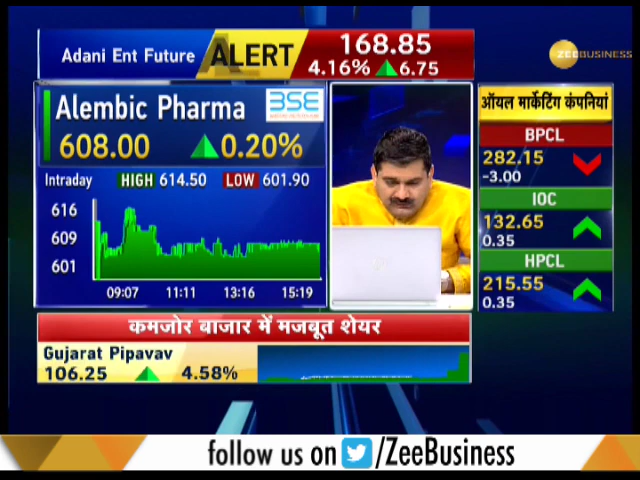 Adani Ent Future
ALERT
168.85
4.16% 6.75
ZEEBUSINESS
Alembic Pharma
BSE
608.00 0.20%
Intraday HIGH 614.50 LOW 601.90
616
609
601
09:07 11:11 13:16 15:19
ऑयल मार्केटिंग कंपनियां
BPCL
282.15
-3.00
IOC
132.65
0.35
HPCL
215.55
0.35
कमजोर बाजार में मजबूत शेयर
Gujarat Pipavav
106.25 4.58%
follow us on /ZeeBusiness